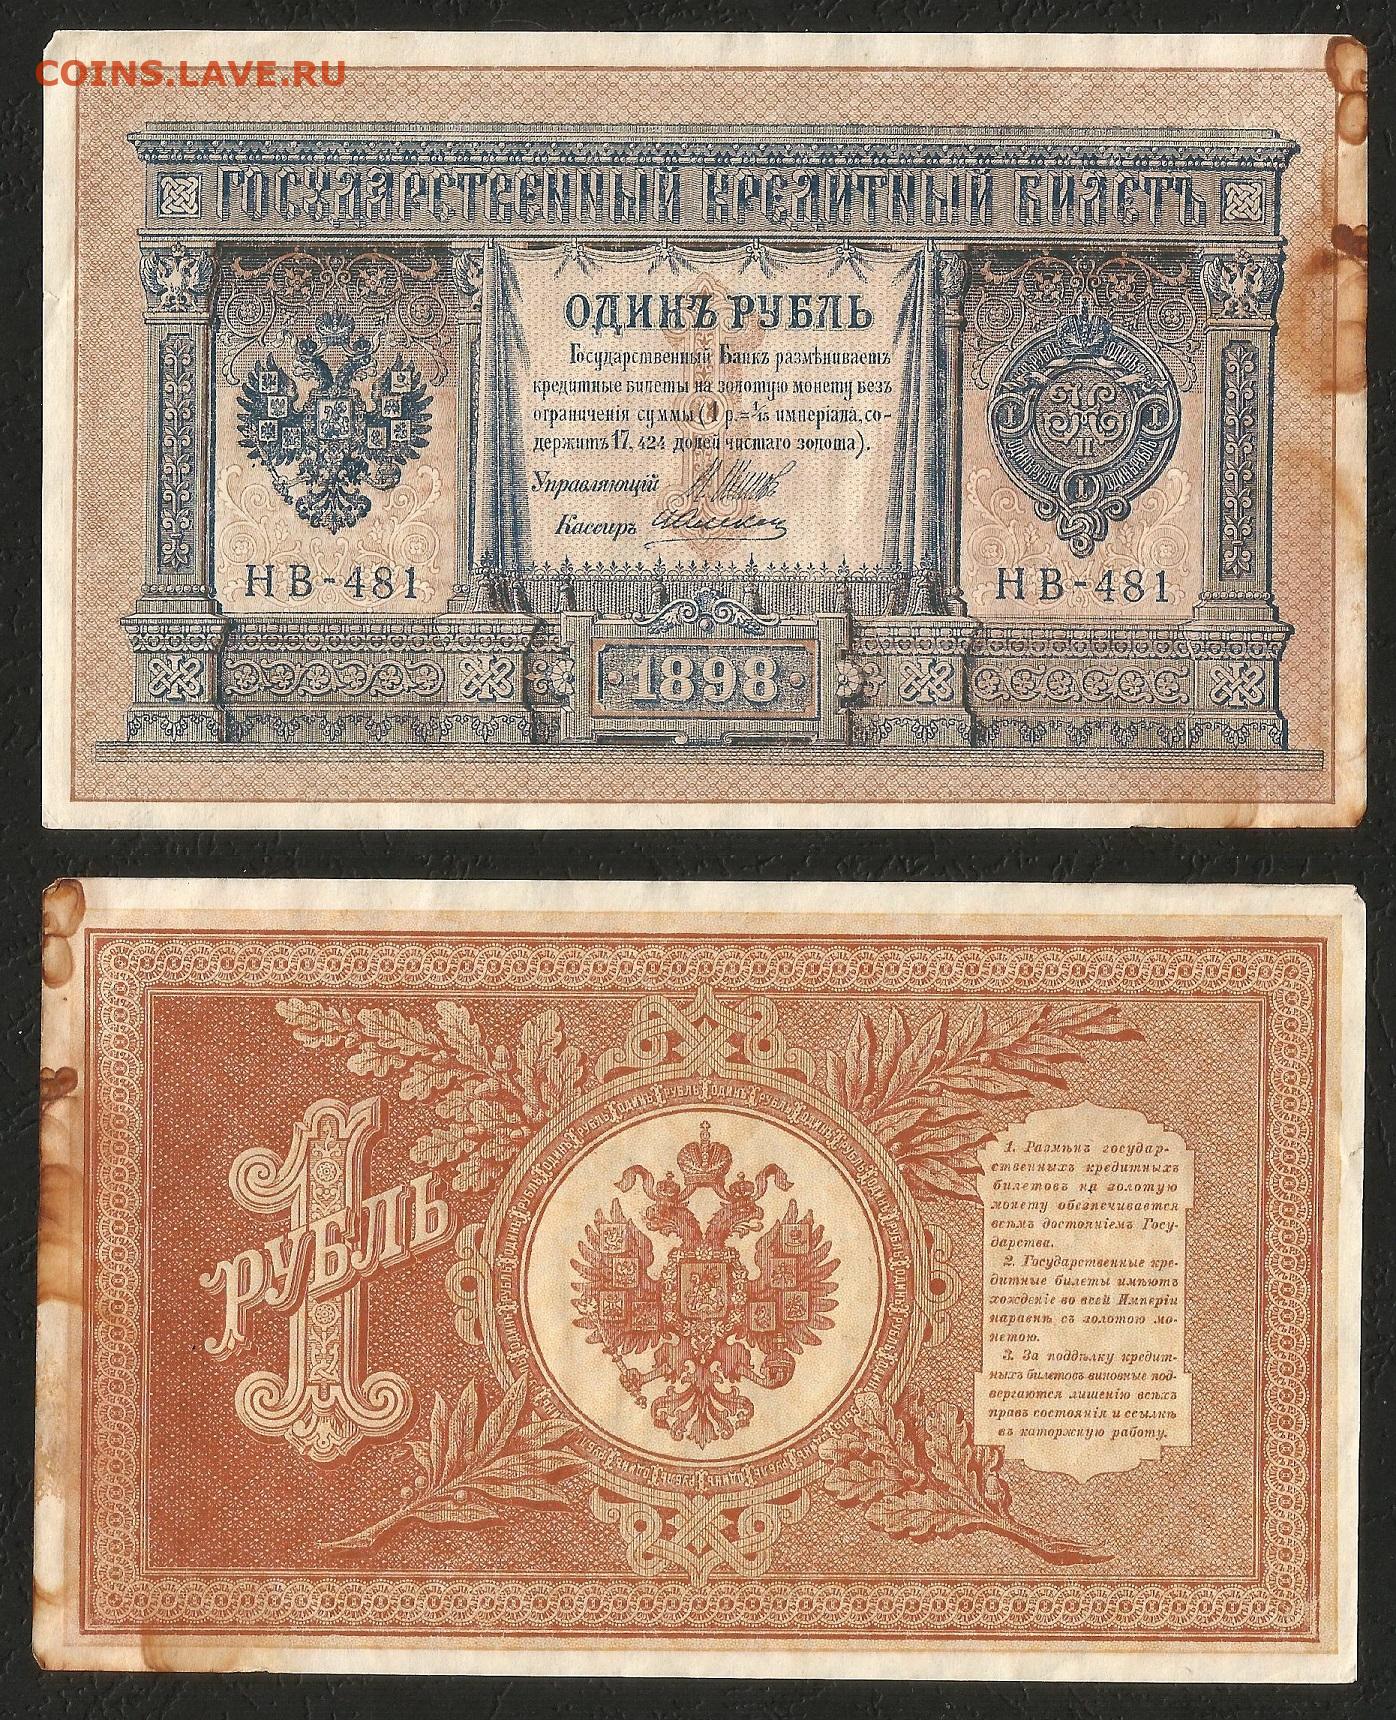 COINS.LAVE.RU
ГОСУДАРСТВЕННЫЙ КРЕДИТНЫЙ БИЛЕТЪ
ОДИНЪ РУБЛЬ
Государственный Банкъ размѣниваетъ
кредитные билеты на золотую монету безъ
ограниченія суммы (1 р.=1/15 имперіала, со-
держитъ 17,424 долей чистаго золота).
Управляющій
Кассиръ
НВ-481
НВ-481
1898
1
РУБЛЬ
1. Размѣнъ государ-
ственныхъ кредитныхъ
билетовъ на золотую
монету обезпечивается
всѣмъ достояніемъ Госу-
дарства.
2. Государственные кре-
дитные билеты имѣютъ
хожденіе во всей Имперіи
наравнѣ съ золотою мо-
нетою.
3. За поддѣлку кредит-
ныхъ билетовъ виновные под-
вергаются лишенію всѣхъ
правъ состоянія и ссылкѣ
въ каторжную работу.